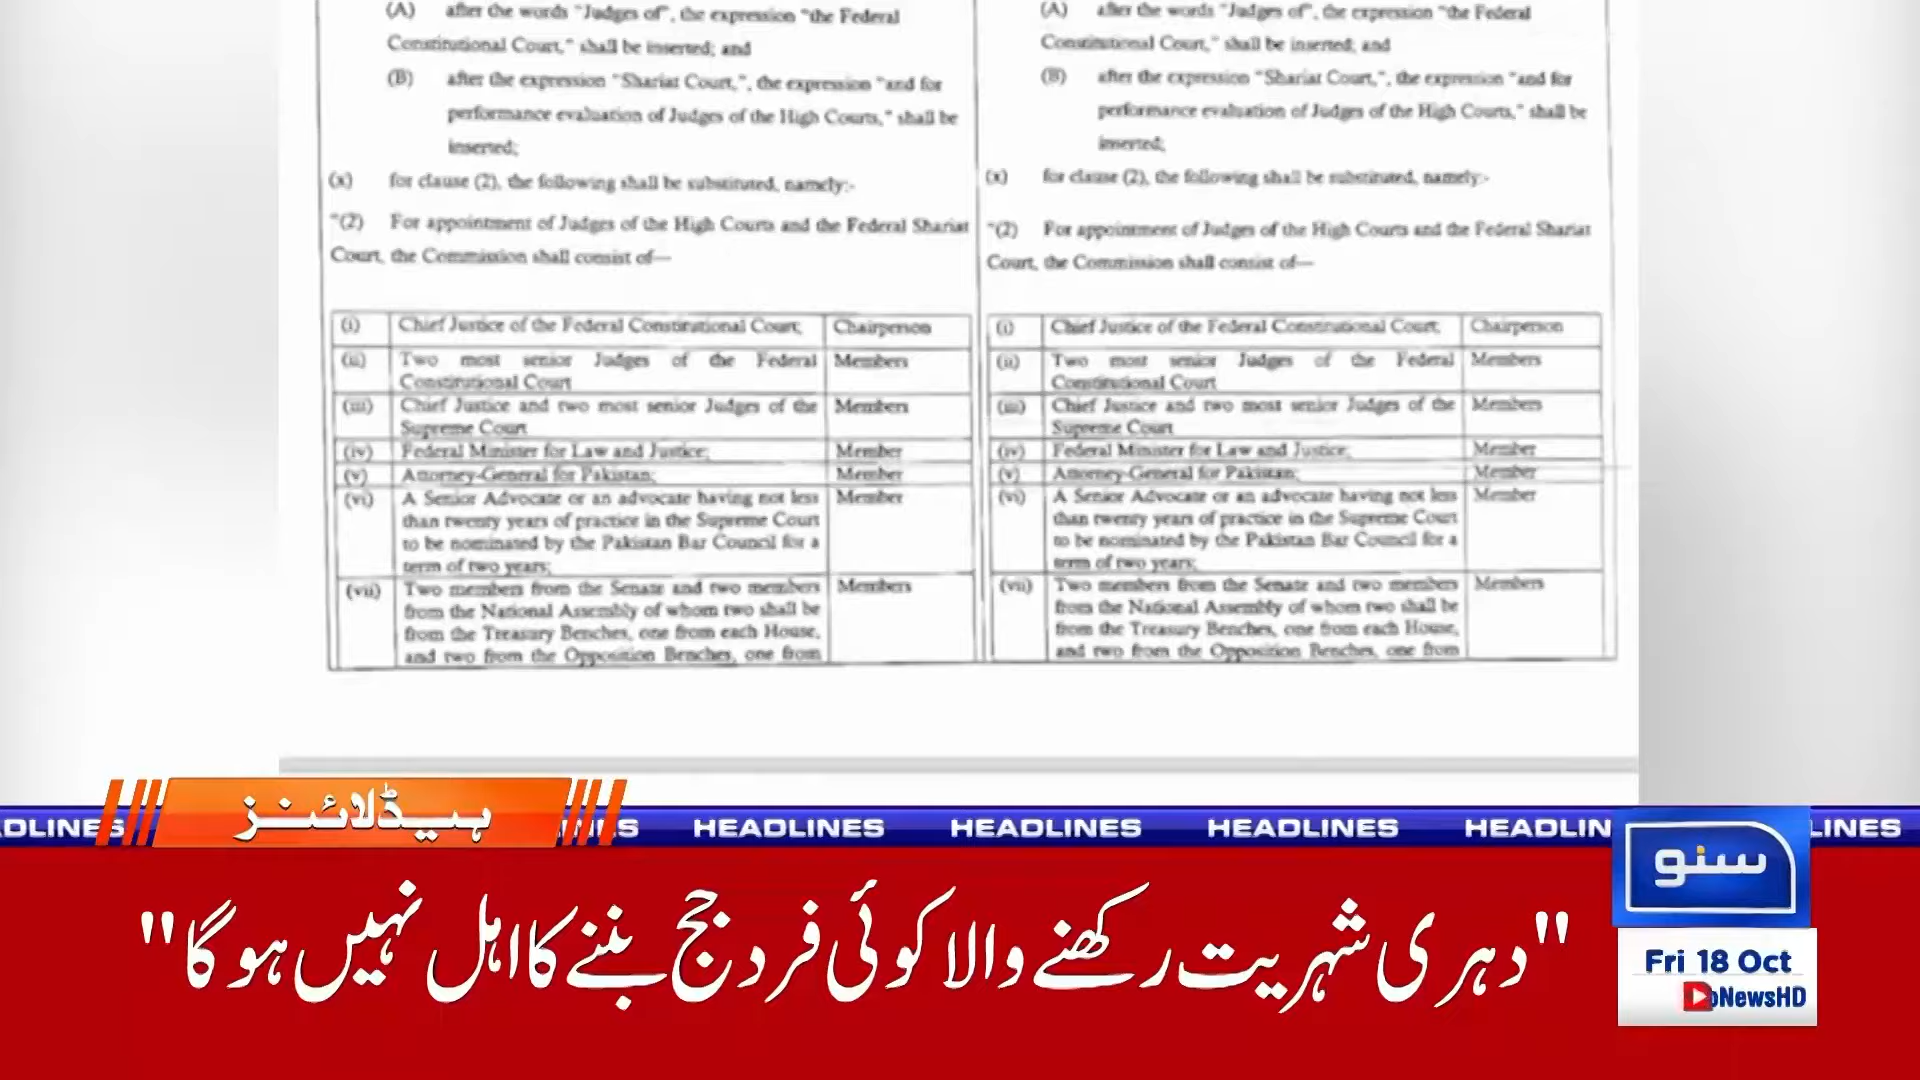 (A) after the words "Judges of", the expression "the Federal
Constitutional Court," shall be inserted; and
(B) after the expression "Shariat Court,", the expression "and for
performance evaluation of Judges of the High Courts," shall be
inserted;
(x) for clause (2), the following shall be substituted, namely:-
"(2) For appointment of Judges of the High Courts and the Federal Shariat
Court, the Commission shall consist of—
(i) Chief Justice of the Federal Constitutional Court; Chairperson
(ii) Two most senior Judges of the Federal Members
Constitutional Court
(iii) Chief Justice and two most senior Judges of the Members
Supreme Court
(iv) Federal Minister for Law and Justice; Member
(v) Attorney-General for Pakistan; Member
(vi) A Senior Advocate or an advocate having not less Member
than twenty years of practice in the Supreme Court
to be nominated by the Pakistan Bar Council for a
term of two years;
(vii) Two members from the Senate and two members Members
from the National Assembly of whom two shall be
from the Treasury Benches, one from each House,
and two from the Opposition Benches, one from
(A) after the words "Judges of", the expression "the Federal
Constitutional Court," shall be inserted; and
(B) after the expression "Shariat Court,", the expression "and for
performance evaluation of Judges of the High Courts," shall be
inserted;
(x) for clause (2), the following shall be substituted, namely:-
"(2) For appointment of Judges of the High Courts and the Federal Shariat
Court, the Commission shall consist of—
(i) Chief Justice of the Federal Constitutional Court; Chairperson
(ii) Two most senior Judges of the Federal Members
Constitutional Court
(iii) Chief Justice and two most senior Judges of the Members
Supreme Court
(iv) Federal Minister for Law and Justice; Member
(v) Attorney-General for Pakistan; Member
(vi) A Senior Advocate or an advocate having not less Member
than twenty years of practice in the Supreme Court
to be nominated by the Pakistan Bar Council for a
term of two years;
(vii) Two members from the Senate and two members Members
from the National Assembly of whom two shall be
from the Treasury Benches, one from each House,
and two from the Opposition Benches, one from
ہیڈلائنز
DLINES NES HEADLINES HEADLINES HEADLINES HEADLIN LINES
سنو
"دہری شہریت رکھنے والا کوئی فرد جج بننے کا اہل نہیں ہوگا"
Fri 18 Oct
oNewsHD